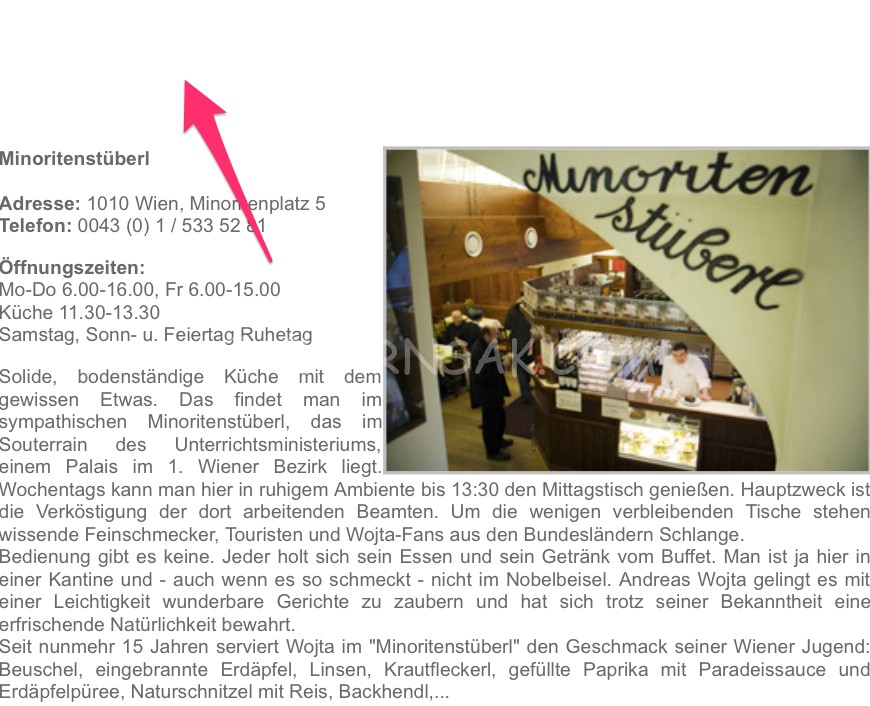 Minoritenstüberl
Adresse: 1010 Wien, Minoritenplatz 5
Telefon: 0043 (0) 1 / 533 52 81
Öffnungszeiten:
Mo-Do 6.00-16.00, Fr 6.00-15.00
Küche 11.30-13.30
Samstag, Sonn- u. Feiertag Ruhetag
Minoriten
stüberl
Solide, bodenständige Küche mit dem
gewissen Etwas. Das findet man im
sympathischen Minoritenstüberl, das im
Souterrain des Unterrichtsministeriums,
einem Palais im 1. Wiener Bezirk liegt.
Wochentags kann man hier in ruhigem Ambiente bis 13:30 den Mittagstisch genießen. Hauptzweck ist
die Verköstigung der dort arbeitenden Beamten. Um die wenigen verbleibenden Tische stehen
wissende Feinschmecker, Touristen und Wojta-Fans aus den Bundesländern Schlange.
Bedienung gibt es keine. Jeder holt sich sein Essen und sein Getränk vom Buffet. Man ist ja hier in
einer Kantine und - auch wenn es so schmeckt - nicht im Nobelbeisel. Andreas Wojta gelingt es mit
einer Leichtigkeit wunderbare Gerichte zu zaubern und hat sich trotz seiner Bekanntheit eine
erfrischende Natürlichkeit bewahrt.
Seit nunmehr 15 Jahren serviert Wojta im "Minoritenstüberl" den Geschmack seiner Wiener Jugend:
Beuschel, eingebrannte Erdäpfel, Linsen, Krautfleckerl, gefüllte Paprika mit Paradeissauce und
Erdäpfelpüree, Naturschnitzel mit Reis, Backhendl,...